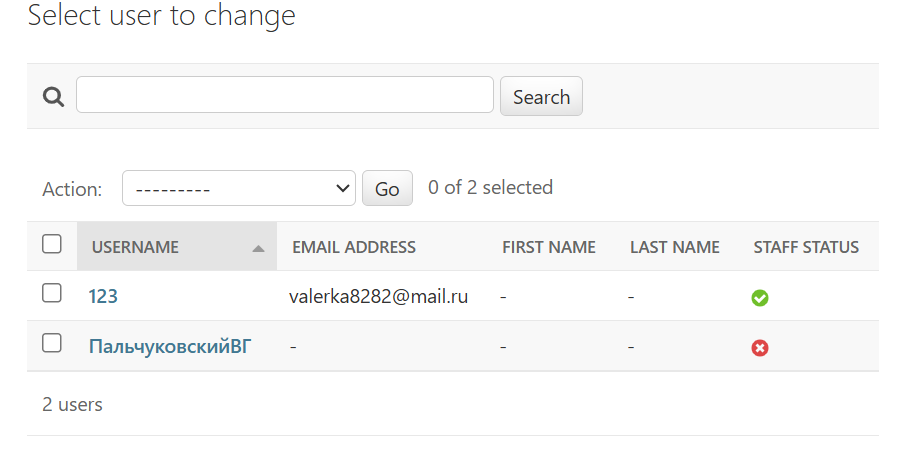 Select user to change
Search
Action: --------- Go 0 of 2 selected
USERNAME EMAIL ADDRESS FIRST NAME LAST NAME STAFF STATUS
123 valerka8282@mail.ru - -
ПальчуковскийВГ - - -
2 users